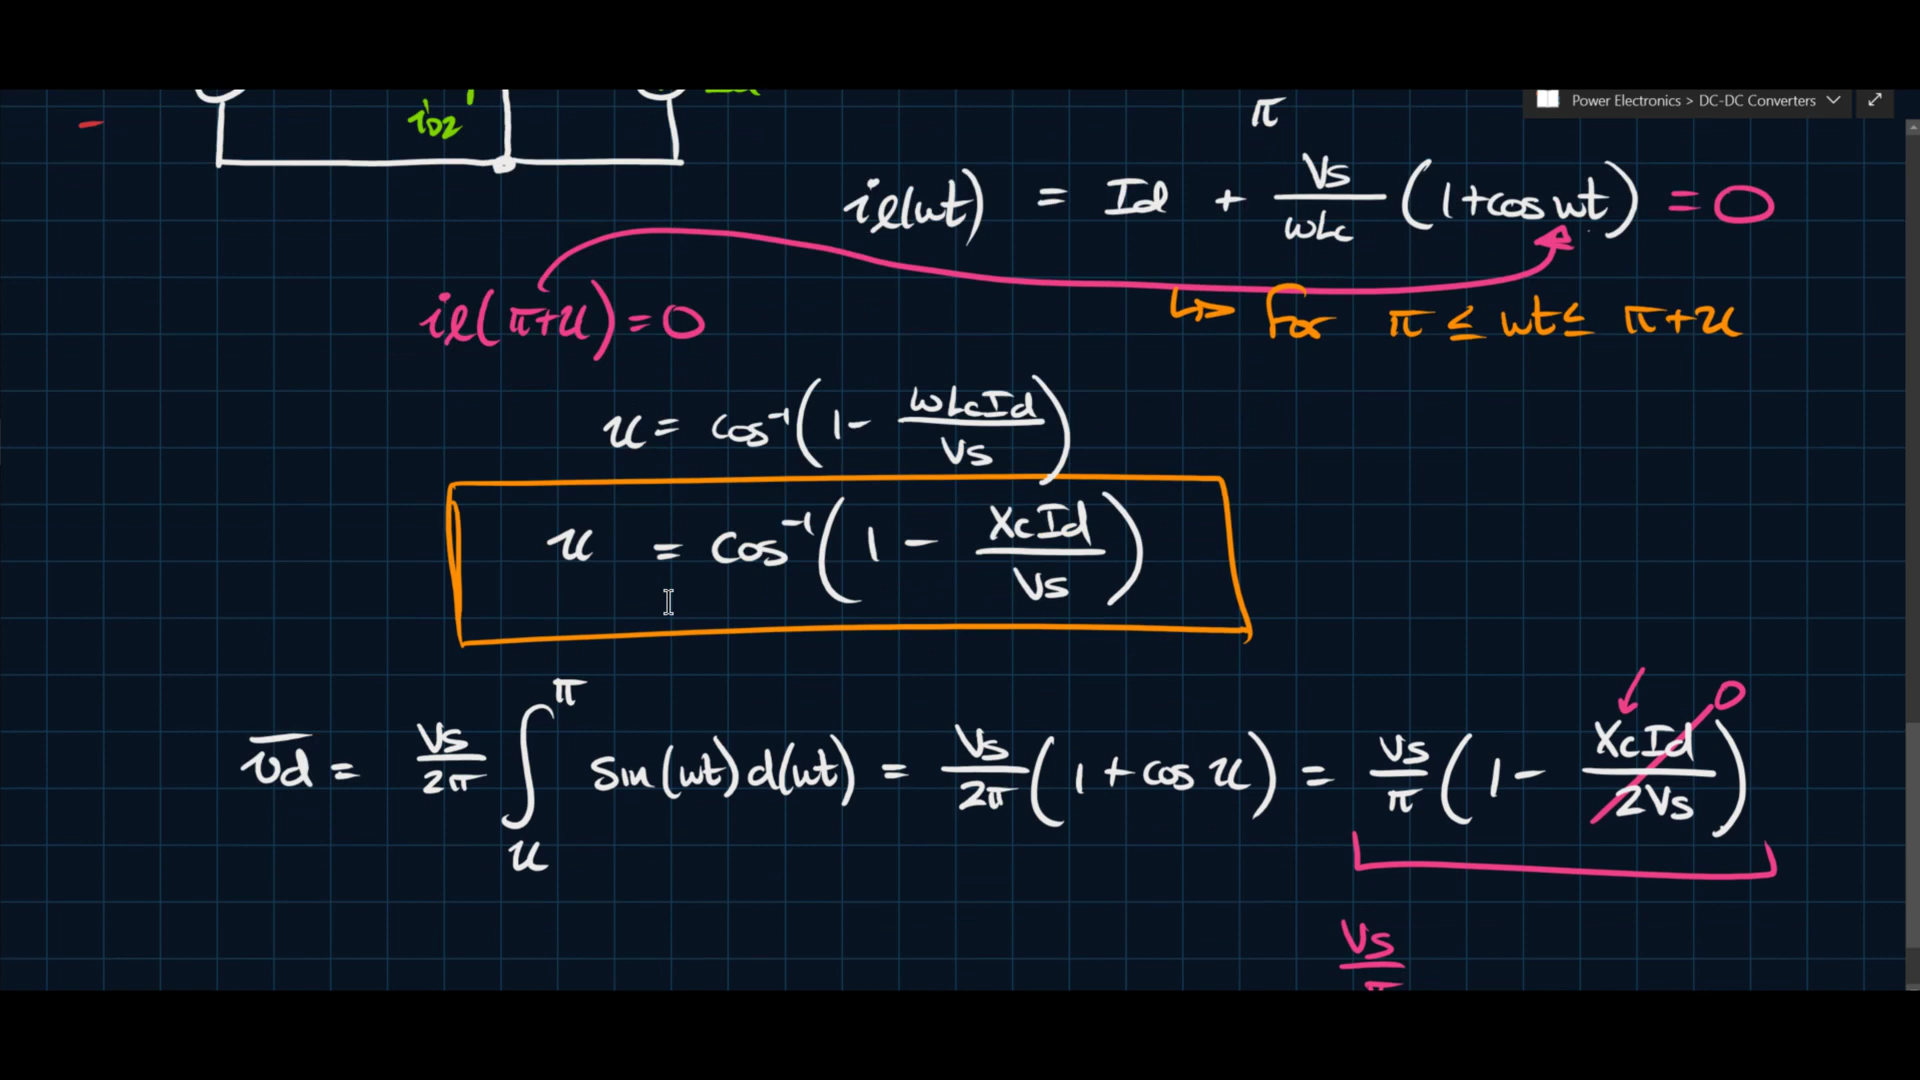 Power Electronics > DC-DC Converters
-
iD2
π
il(ωt) = Id + Vs/ωLc (1+cos ωt) = 0
il(π+u) = 0
↳ For π ≤ ωt ≤ π+u
u = cos⁻¹(1 - ωLcId/Vs)
u = cos⁻¹(1 - XcId/Vs)
v̄d = Vs/2π ∫_u^π sin(ωt)d(ωt) = Vs/2π (1+cos u) = Vs/π (1 - XcId/2Vs) 0
Vs/π